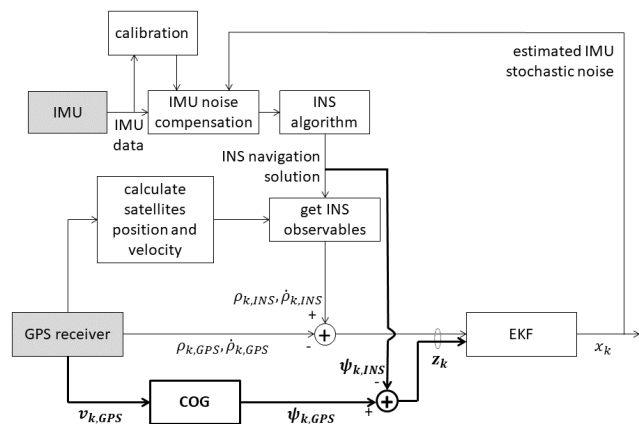 calibration
estimated IMU
stochastic noise
IMU
IMU
data
IMU noise
compensation
INS
algorithm
INS navigation
solution
calculate
satellites
position and
velocity
get INS
observables
ρk,INS, ρ̇k,INS
+
GPS receiver
-
+
EKF
ρk,GPS, ρ̇k,GPS
xk
zk
ψk,INS
-
COG
+
+
vk,GPS
ψk,GPS